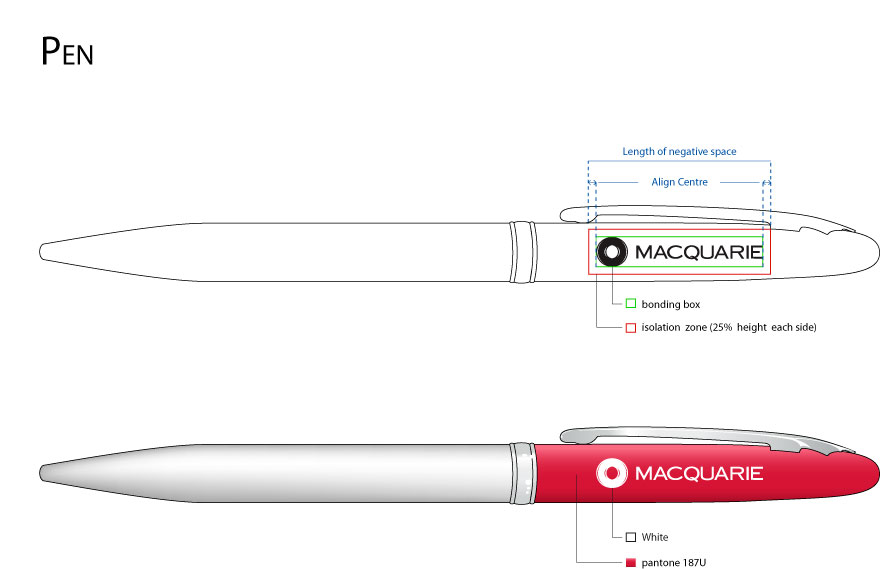 PEN
Length of negative space
Align Centre
MACQUARIE
bonding box
isolation zone (25% height each side)
MACQUARIE
White
pantone 187U